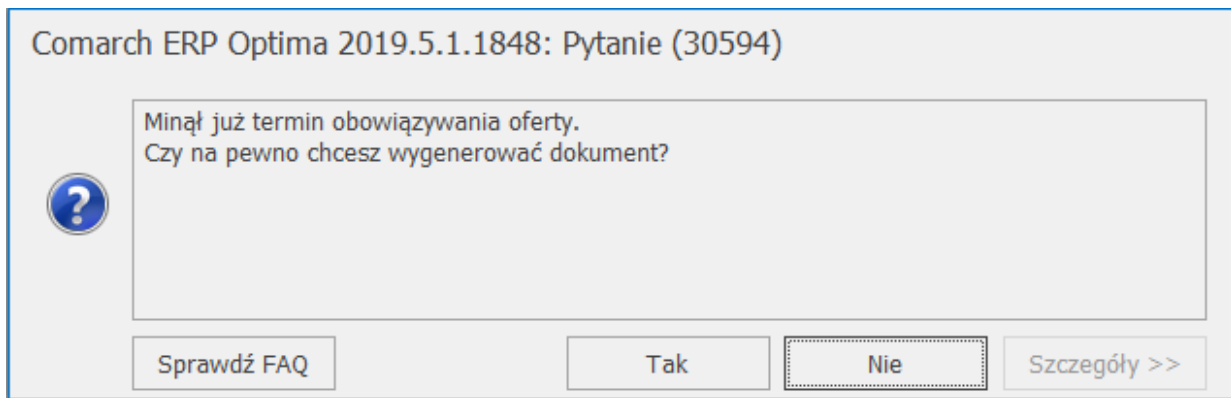 Comarch ERP Optima 2019.5.1.1848: Pytanie (30594)
Minął już termin obowiązywania oferty.
Czy na pewno chcesz wygenerować dokument?
?
Sprawdź FAQ
Tak
Nie
Szczegóły >>